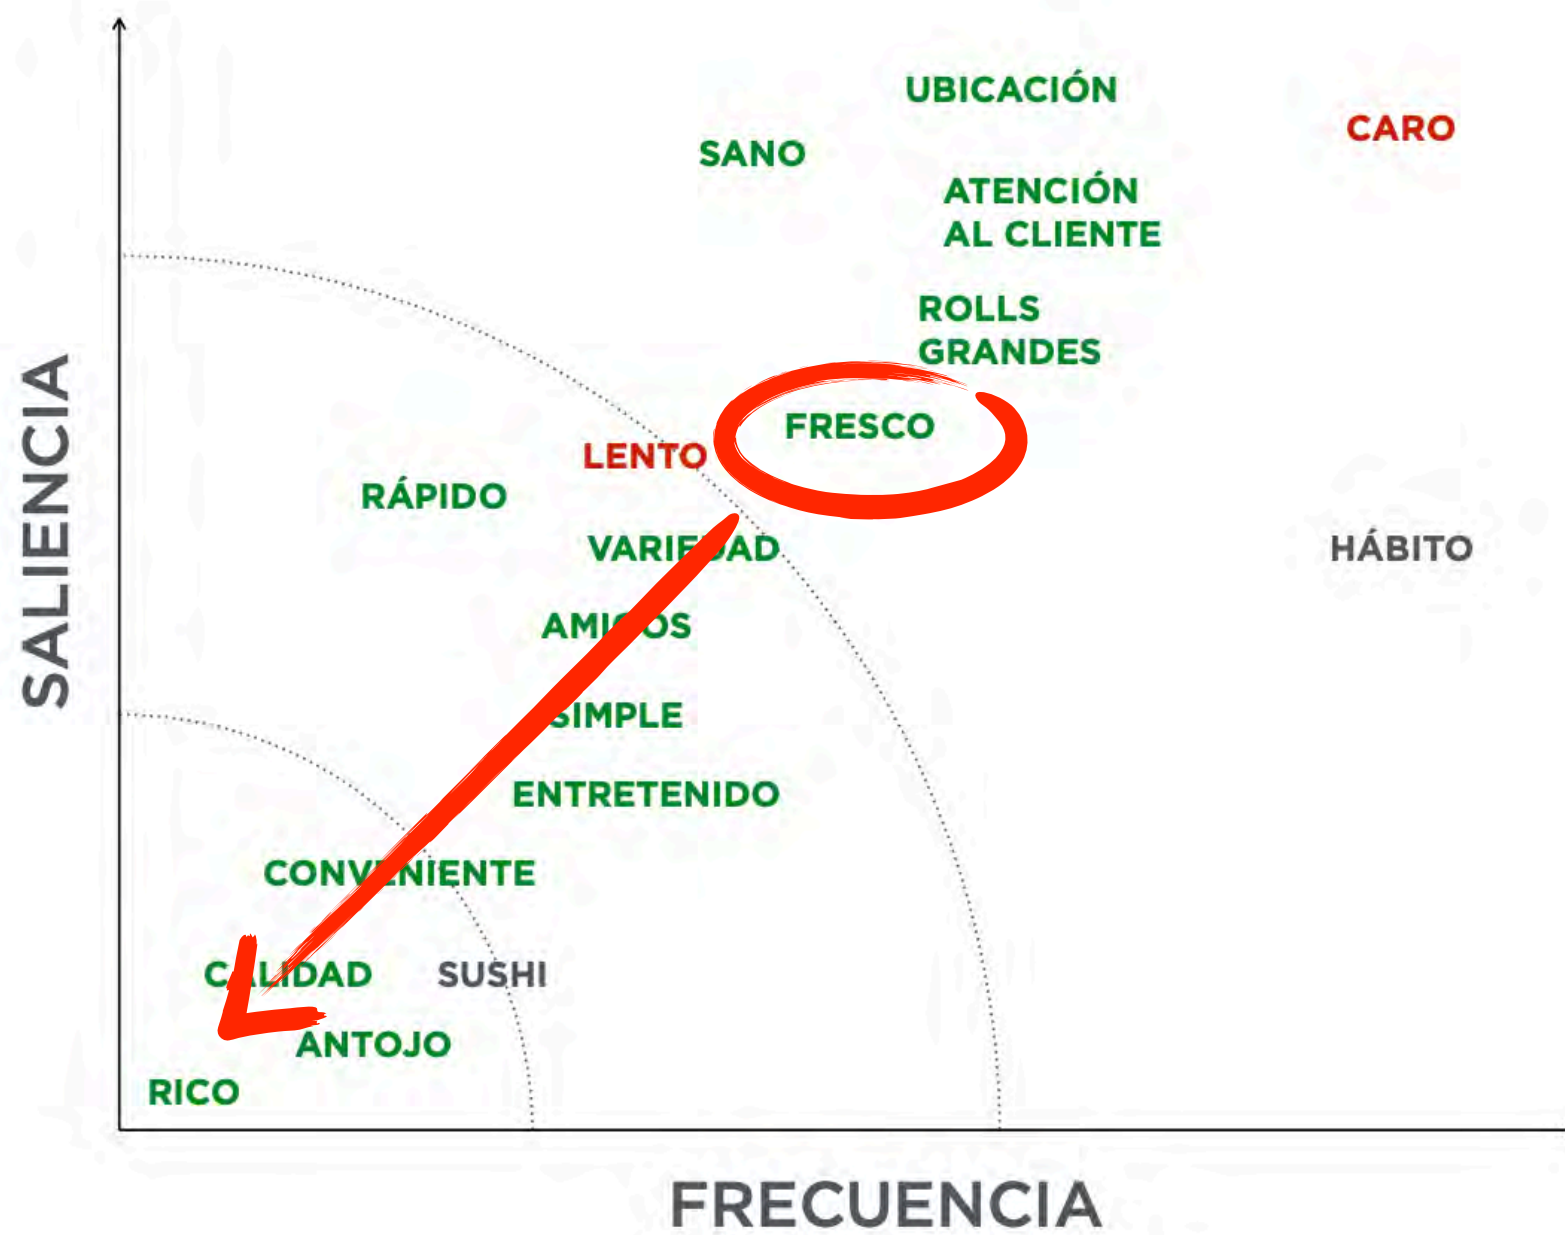 UBICACIÓN
CARO
SANO
ATENCIÓN
AL CLIENTE
ROLLS
GRANDES
FRESCO
LENTO
RÁPIDO
VARIEDAD
HÁBITO
AMIGOS
SIMPLE
ENTRETENIDO
CONVENIENTE
CALIDAD
SUSHI
ANTOJO
RICO
SALIENCIA
FRECUENCIA